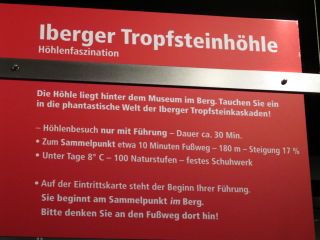 Iberger Tropfsteinhöhle
Höhlenfaszination
Die Höhle liegt hinter dem Museum im Berg. Tauchen Sie ein
in die phantastische Welt der Iberger Tropfsteinkaskaden!
– Höhlenbesuch nur mit Führung – Dauer ca. 30 Min.
• Zum Sammelpunkt etwa 10 Minuten Fußweg – 180 m – Steigung 17 %
• Unter Tage 8° C – 100 Naturstufen – festes Schuhwerk
• Auf der Eintrittskarte steht der Beginn Ihrer Führung.
Sie beginnt am Sammelpunkt im Berg.
Bitte denken Sie an den Fußweg dort hin!